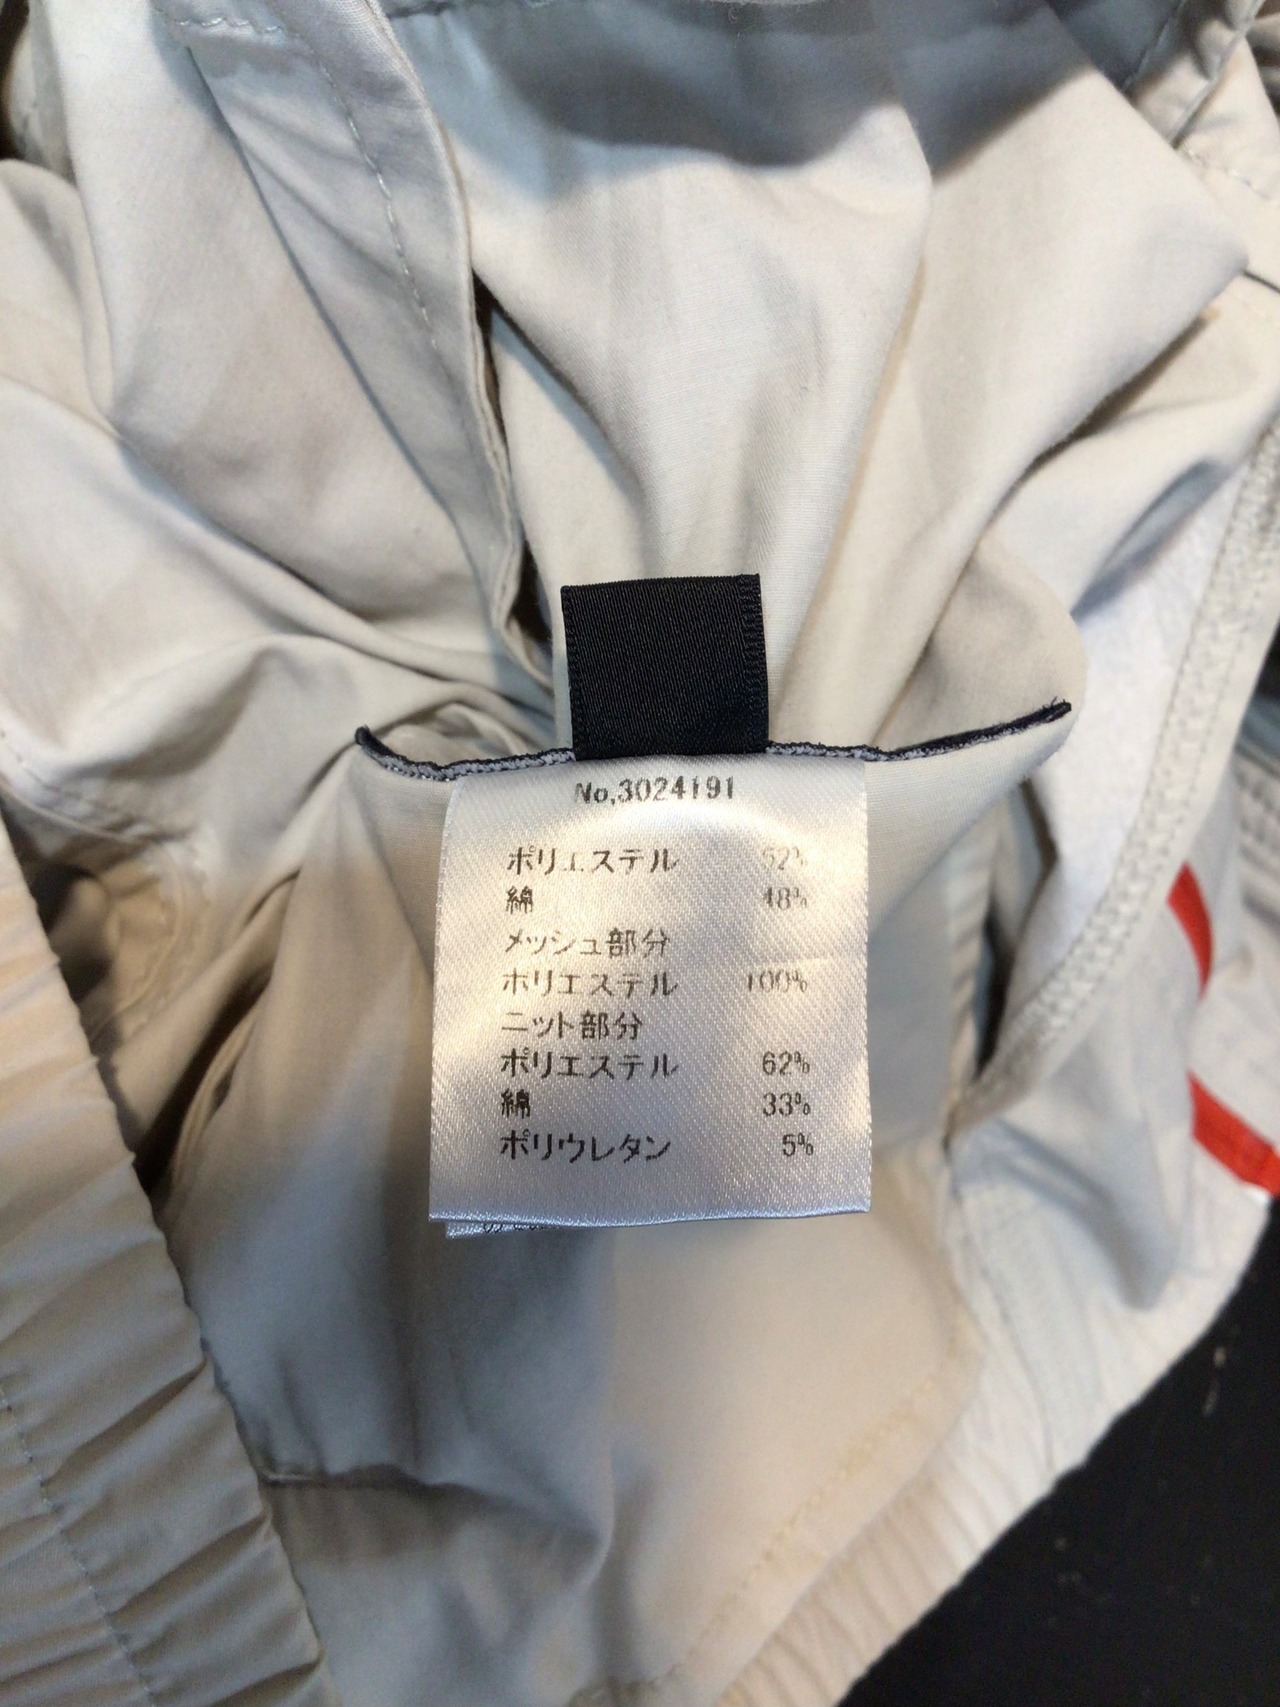 No,3024191
ポリエステル 52%
綿 48%
メッシュ部分
ポリエステル 100%
ニット部分
ポリエステル 62%
綿 33%
ポリウレタン 5%